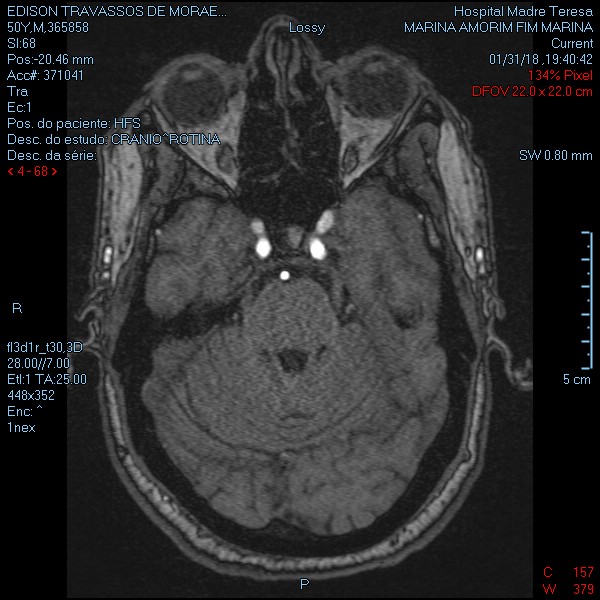 EDISON TRAVASSOS DE MORAE...
50Y,M,365858
Sl:68
Pos:-20.46 mm
Acc#: 371041
Tra
Ec:1
Pos. do paciente: HFS
Desc. do estudo: CRANIO^ROTINA
Desc. da série:
< 4 - 68 >
Lossy
Hospital Madre Teresa
MARINA AMORIM FIM MARINA
Current
01/31/18 ,19:40:42
134% Pixel
DFOV 22.0 x 22.0 cm
SW 0.80 mm
R
fl3d1r_t30,3D
28.00//7.00
Etl:1 TA:25.00
448x352
Enc: ^
1nex
5 cm
P
C 157
W 379